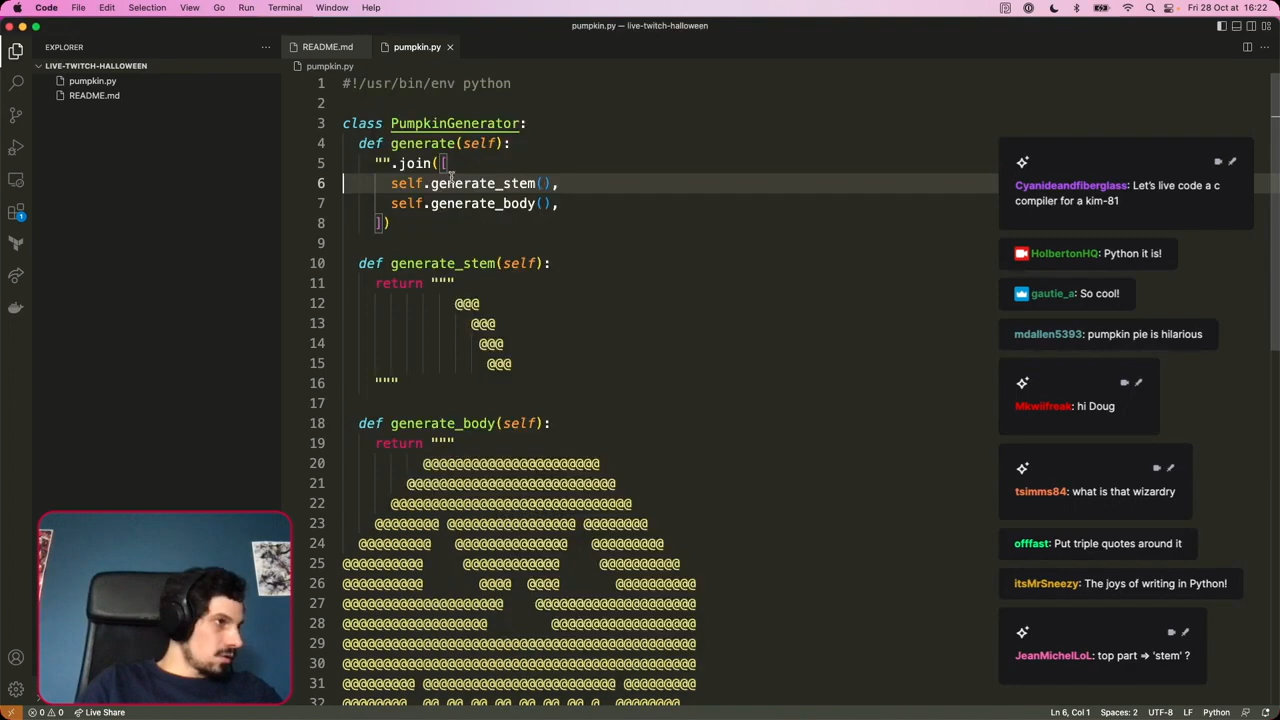 Code File Edit Selection View Go Run Terminal Window Help
Fri 28 Oct at 16:22
pumpkin.py — live-twitch-halloween
EXPLORER
LIVE-TWITCH-HALLOWEEN
pumpkin.py
README.md
1
README.md
pumpkin.py
pumpkin.py
1 #!/usr/bin/env python
2
3 class PumpkinGenerator:
4 def generate(self):
5 "".join([
6 self.generate_stem(),
7 self.generate_body(),
8 ])
9
10 def generate_stem(self):
11 return """
12 @@@
13 @@@
14 @@@
15 @@@
16 """
17
18 def generate_body(self):
19 return """
20 @@@@@@@@@@@@@@@@@@@@@@
21 @@@@@@@@@@@@@@@@@@@@@@@@@@
22 @@@@@@@@@@@@@@@@@@@@@@@@@@@@@@
23 @@@@@@@@ @@@@@@@@@@@@@@@@ @@@@@@@@
24 @@@@@@@@@ @@@@@@@@@@@@@@ @@@@@@@@@
25 @@@@@@@@@@ @@@@@@@@@@@@ @@@@@@@@@@
26 @@@@@@@@@@ @@@@ @@@@ @@@@@@@@@@
27 @@@@@@@@@@@@@@@@@@@@ @@@@@@@@@@@@@@@@@@@@
28 @@@@@@@@@@@@@@@@@@ @@@@@@@@@@@@@@@@@@
29 @@@@@@@@@@@@@@@@@@@@@@@@@@@@@@@@@@@@@@@@@@@@
30 @@@@@@@@@@@@@@@@@@@@@@@@@@@@@@@@@@@@@@@@@@@@
31 @@@@@@@@@ @@@@@@@@@@@@@@@@@@@@@@@@ @@@@@@@@@
32
Cyanideandfiberglass: Let's live code a c
compiler for a kim-81
HolbertonHQ: Python it is!
gautie_a: So cool!
mdallen5393: pumpkin pie is hilarious
Mkwiifreak: hi Doug
tsimms84: what is that wizardry
offfast: Put triple quotes around it
itsMrSneezy: The joys of writing in Python!
JeanMichelLoL: top part => 'stem' ?
0 0 Live Share
Ln 6, Col 1 Spaces: 2 UTF-8 LF Python